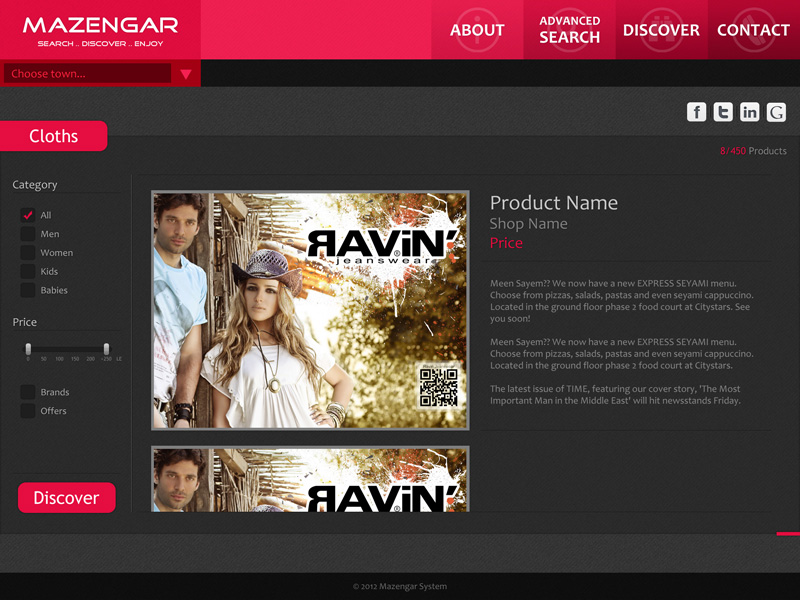 MAZENGAR
SEARCH .. DISCOVER .. ENJOY
ABOUT
ADVANCED
SEARCH
DISCOVER
CONTACT
Choose town...
f t in G
Cloths
8/450 Products
Category
All
Men
Women
Kids
Babies
Price
0 50 100 150 200 +250 LE
Brands
Offers
Discover
RAViN'
jeanswear
Product Name
Shop Name
Price
Meen Sayem?? We now have a new EXPRESS SEYAMI menu.
Choose from pizzas, salads, pastas and even seyami cappuccino.
Located in the ground floor phase 2 food court at Citystars. See
you soon!
Meen Sayem?? We now have a new EXPRESS SEYAMI menu.
Choose from pizzas, salads, pastas and even seyami cappuccino.
Located in the ground floor phase 2 food court at Citystars.
The latest issue of TIME, featuring our cover story, 'The Most
Important Man in the Middle East' will hit newsstands Friday.
RAViN'
© 2012 Mazengar System